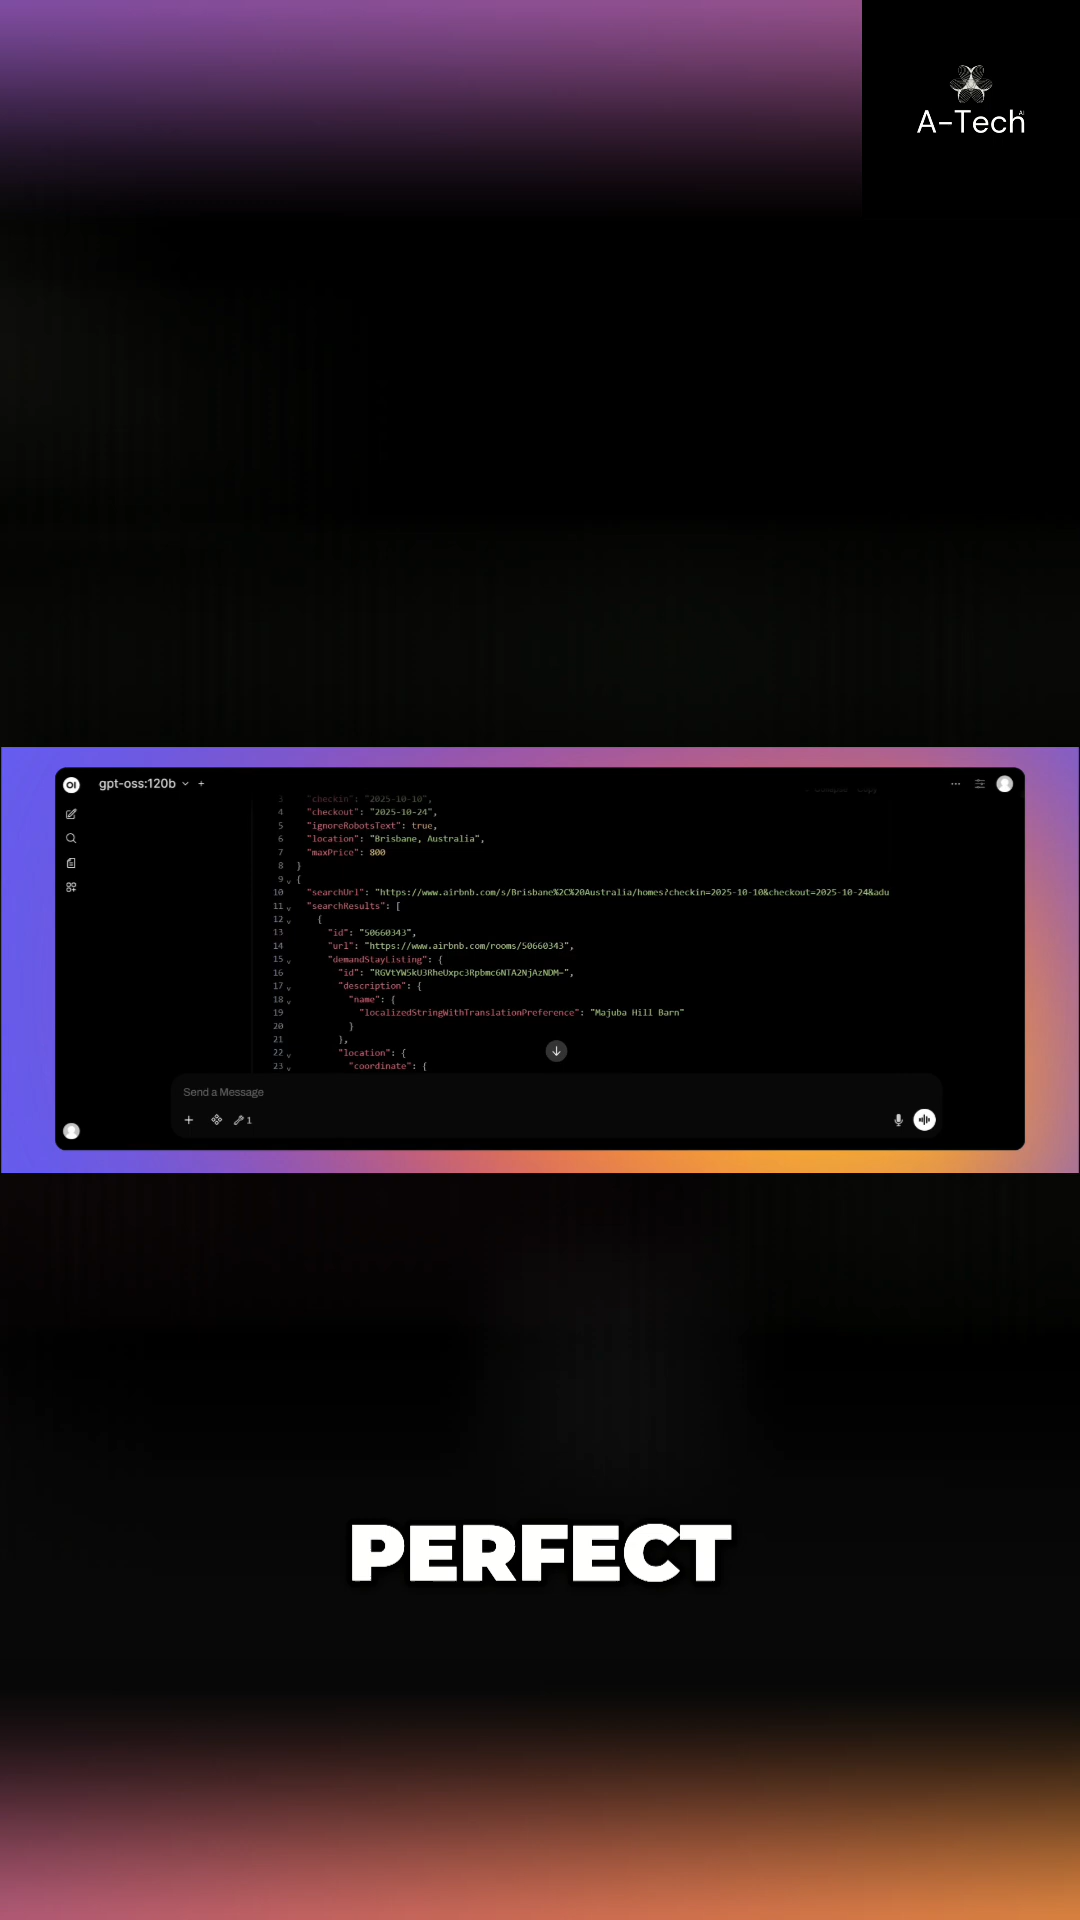 A-Tech
AI
gpt-oss:120b
3 "checkin": "2025-10-10",
4 "checkout": "2025-10-24",
5 "ignoreRobotsText": true,
6 "location": "Brisbane, Australia",
7 "maxPrice": 800
8 }
9 {
10 "searchUrl": "https://www.airbnb.com/s/Brisbane%2C%20Australia/homes?checkin=2025-10-10&checkout=2025-10-24&adu
11 "searchResults": [
12 {
13 "id": "50660343",
14 "url": "https://www.airbnb.com/rooms/50660343",
15 "demandStayListing": {
16 "id": "RGVtYW5kU3RheUxpc3Rpbmc6NTA2NjAzNDM=",
17 "description": {
18 "name": {
19 "localizedStringWithTranslationPreference": "Majuba Hill Barn"
20 }
21 },
22 "location": {
23 "coordinate": {
Send a Message
1
PERFECT